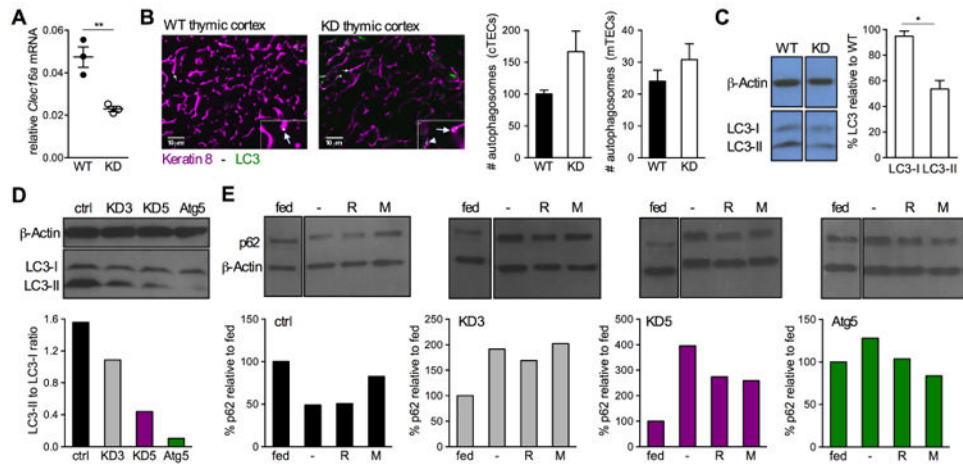 A
**
relative Clec16a mRNA
0.06
0.04
0.02
0.00
WT KD
B
WT thymic cortex
KD thymic cortex
10 μm
10 μm
Keratin 8 - LC3
# autophagosomes (cTECs)
200
150
100
50
0
WT KD
# autophagosomes (mTECs)
40
30
20
10
0
WT KD
C
WT KD
β-Actin
LC3-I
LC3-II
*
% LC3 relative to WT
100
80
60
40
20
0
LC3-I LC3-II
D
ctrl KD3 KD5 Atg5
β-Actin
LC3-I
LC3-II
LC3-II to LC3-I ratio
1.6
1.2
0.8
0.4
0.0
ctrl KD3 KD5 Atg5
E
fed - R M
fed - R M
fed - R M
fed - R M
p62
β-Actin
ctrl
% p62 relative to fed
150
100
50
0
fed - R M
KD3
% p62 relative to fed
250
200
150
100
50
0
fed - R M
KD5
% p62 relative to fed
500
400
300
200
100
0
fed - R M
Atg5
% p62 relative to fed
150
100
50
0
fed - R M